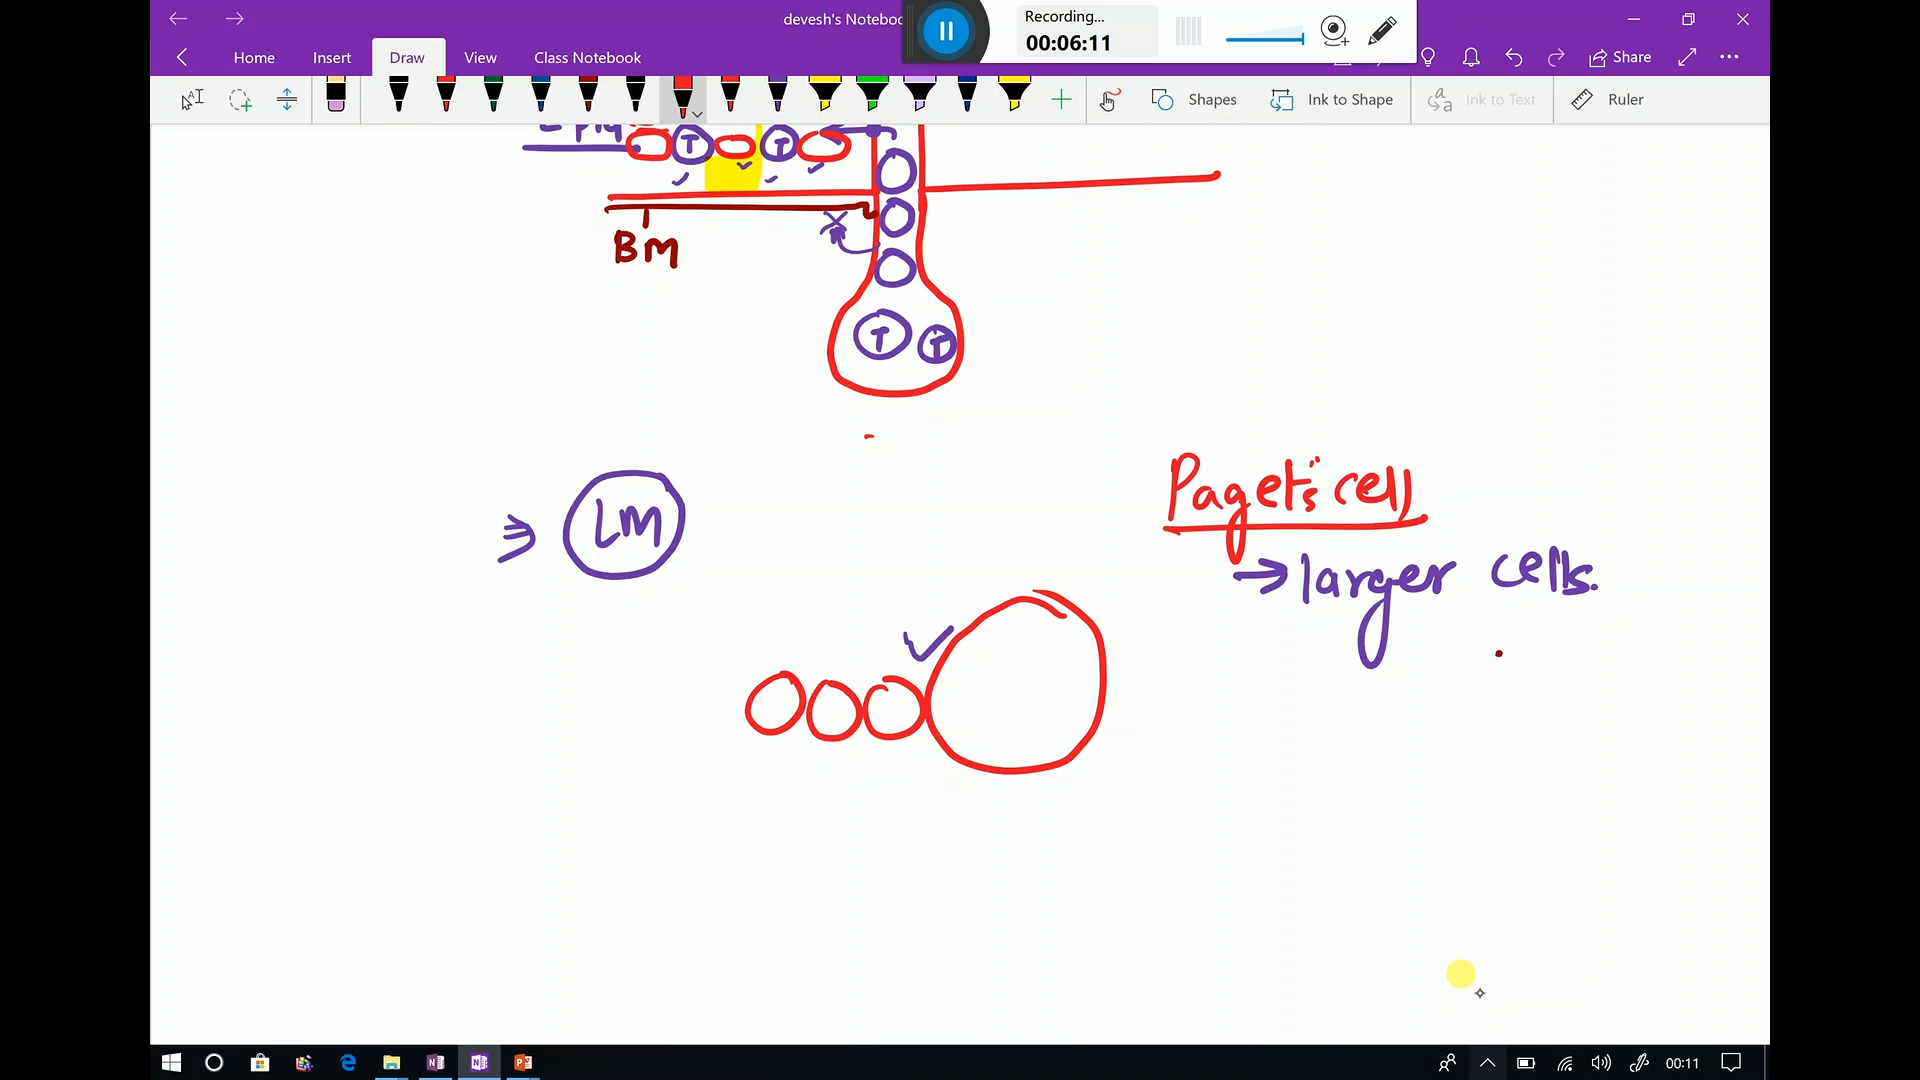 devesh's Notebo
Recording...
00:06:11
Home Insert Draw View Class Notebook Share
Shapes Ink to Shape Ink to Text Ruler
T T
BM
T T
LM
Paget's cell
→ larger cells.
00:11